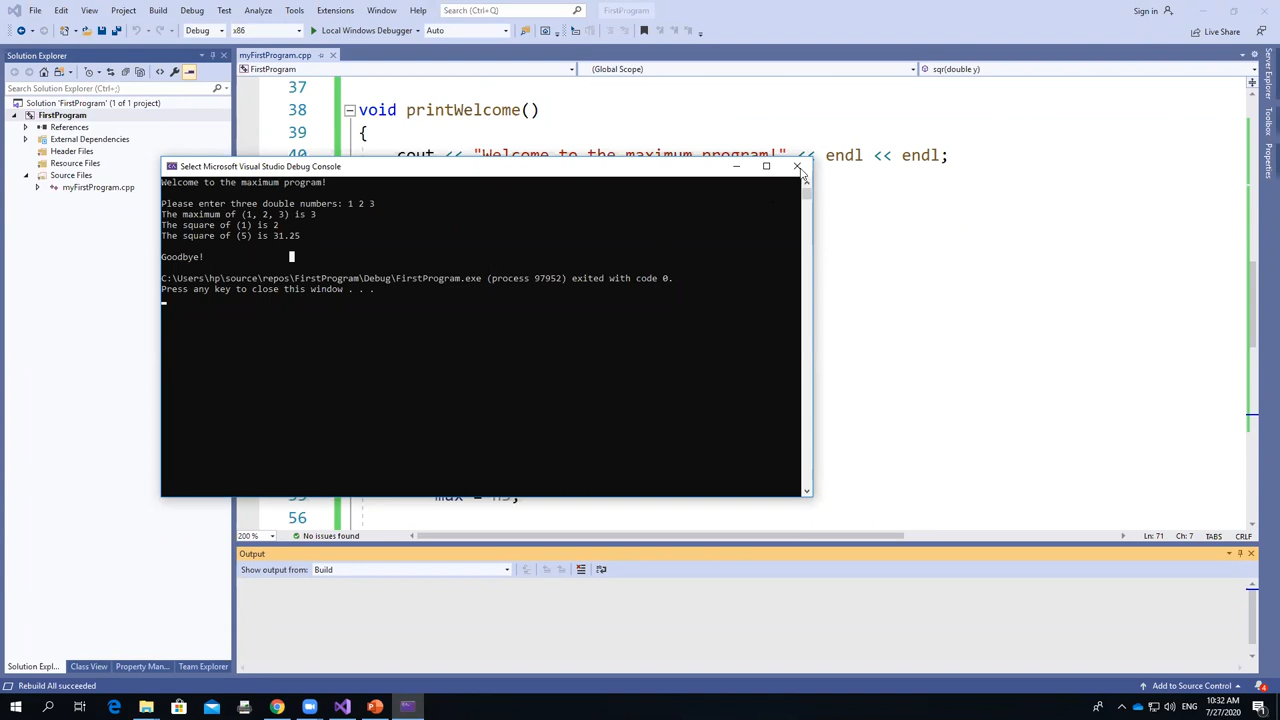 File Edit View Project Build Debug Test Analyze Tools Extensions Window Help Search (Ctrl+Q) FirstProgram Sign in
Debug x86 Local Windows Debugger Auto Live Share
Solution Explorer
myFirstProgram.cpp
FirstProgram (Global Scope) sqr(double y)
Search Solution Explorer (Ctrl+;)
Solution 'FirstProgram' (1 of 1 project)
FirstProgram
References
External Dependencies
Header Files
Resource Files
Source Files
myFirstProgram.cpp
37
38 void printWelcome()
39 {
40 cout << "Welcome to the maximum program!" << endl << endl;
Select Microsoft Visual Studio Debug Console
Welcome to the maximum program!
Please enter three double numbers: 1 2 3
The maximum of (1, 2, 3) is 3
The square of (1) is 2
The square of (5) is 31.25
Goodbye!
C:\Users\hp\source\repos\FirstProgram\Debug\FirstProgram.exe (process 97952) exited with code 0.
Press any key to close this window . . .
56
200 % No issues found Ln: 71 Ch: 7 TABS CRLF
Output
Show output from: Build
Server Explorer
Toolbox
Properties
Solution Expl... Class View Property Man... Team Explorer
Rebuild All succeeded Add to Source Control 4
10:32 AM
7/27/2020
1